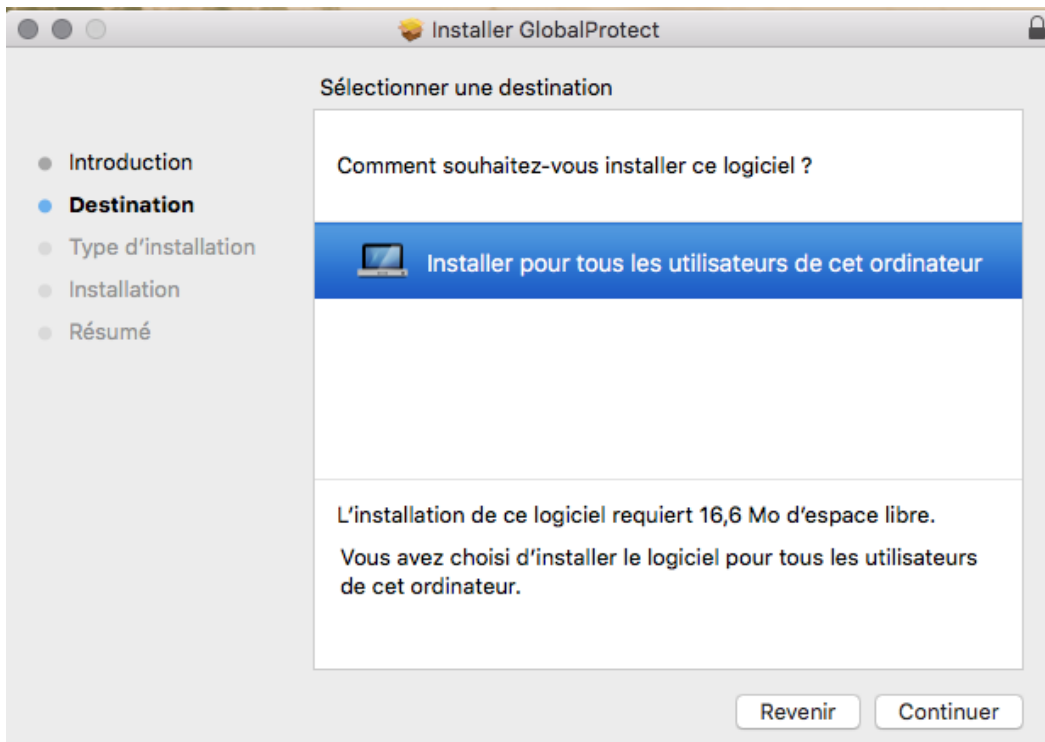 Installer GlobalProtect
Sélectionner une destination
Introduction
Destination
Type d’installation
Installation
Résumé
Comment souhaitez-vous installer ce logiciel ?
Installer pour tous les utilisateurs de cet ordinateur
L’installation de ce logiciel requiert 16,6 Mo d’espace libre.
Vous avez choisi d’installer le logiciel pour tous les utilisateurs
de cet ordinateur.
Revenir
Continuer